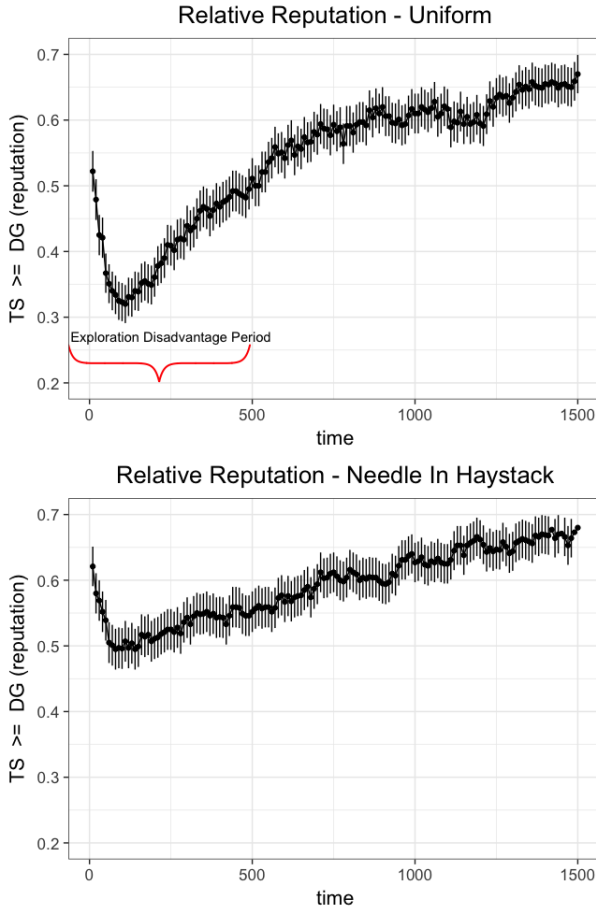 Relative Reputation - Uniform
TS >= DG (reputation)
0.7
0.6
0.5
0.4
0.3
0.2
Exploration Disadvantage Period
0 500 1000 1500
time
Relative Reputation - Needle In Haystack
TS >= DG (reputation)
0.7
0.6
0.5
0.4
0.3
0.2
0 500 1000 1500
time